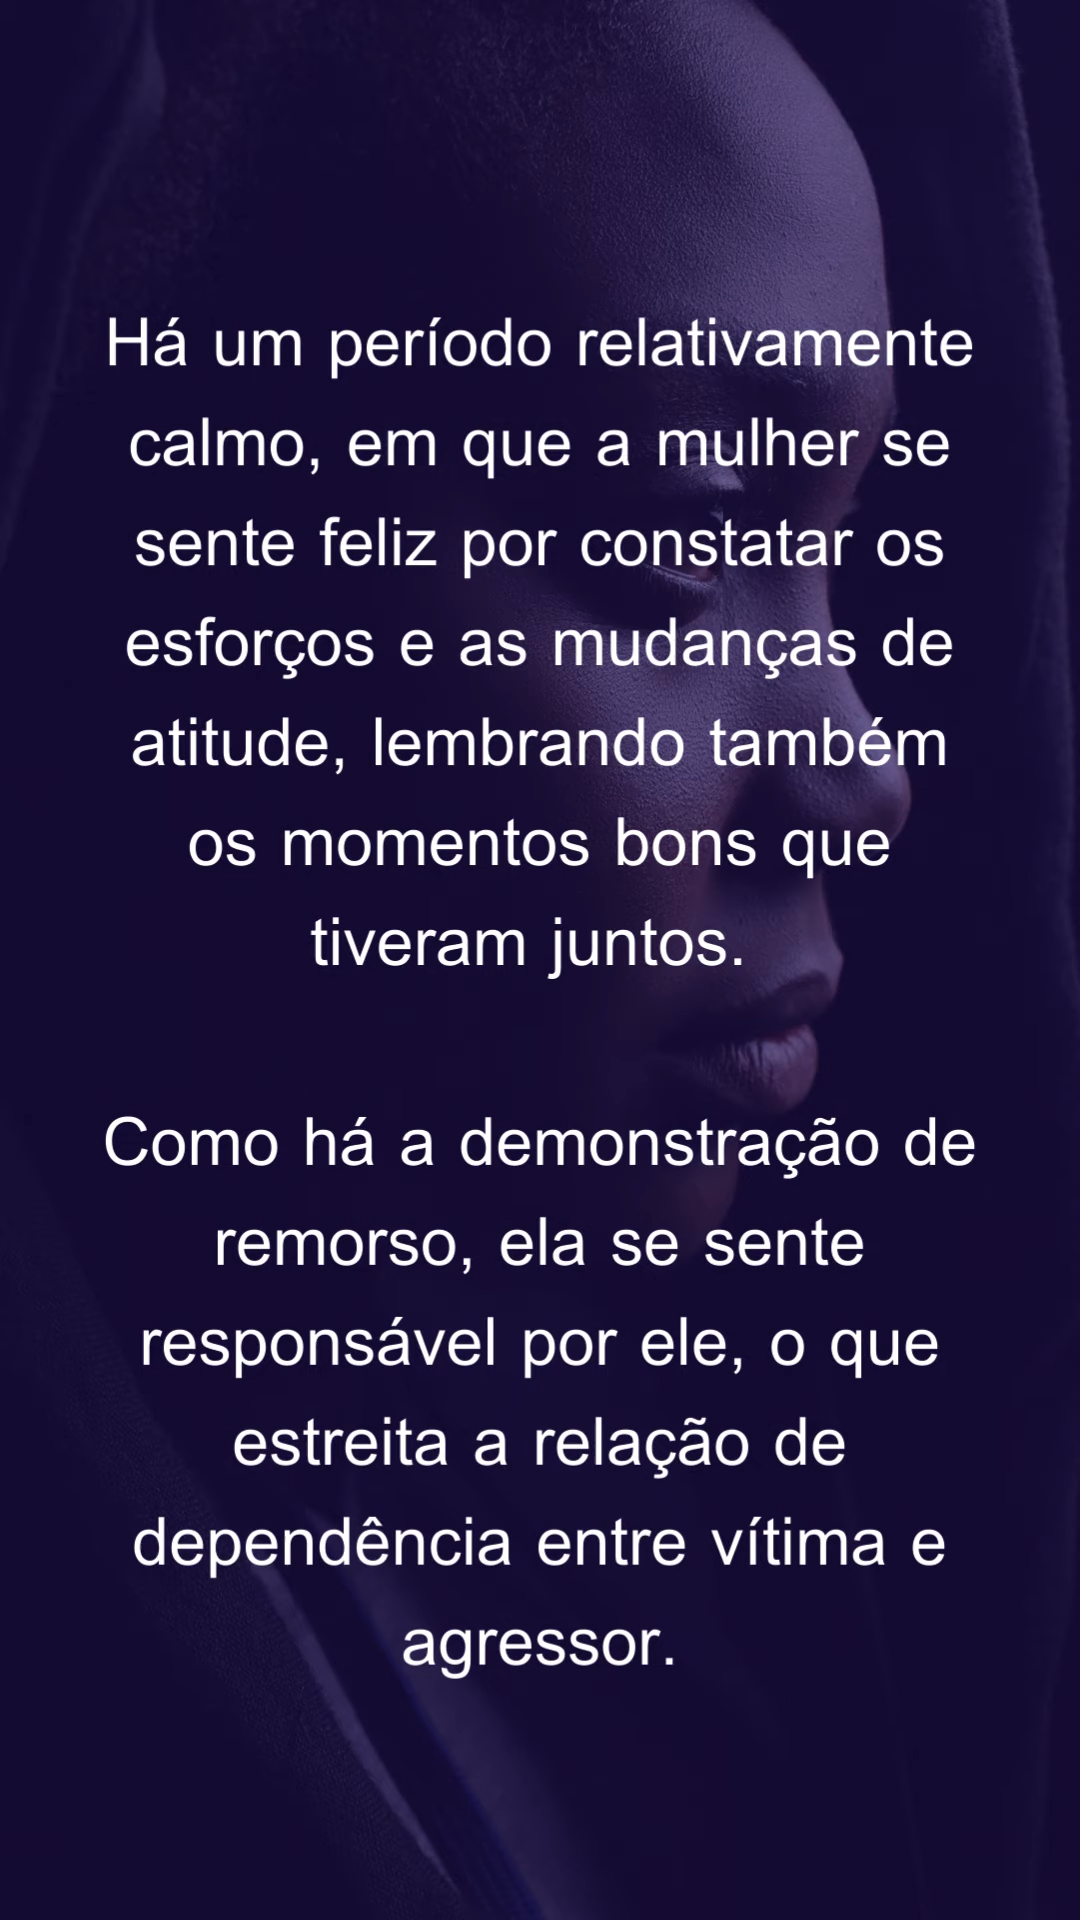 Há um período relativamente
calmo, em que a mulher se
sente feliz por constatar os
esforços e as mudanças de
atitude, lembrando também
os momentos bons que
tiveram juntos.
Como há a demonstração de
remorso, ela se sente
responsável por ele, o que
estreita a relação de
dependência entre vítima e
agressor.